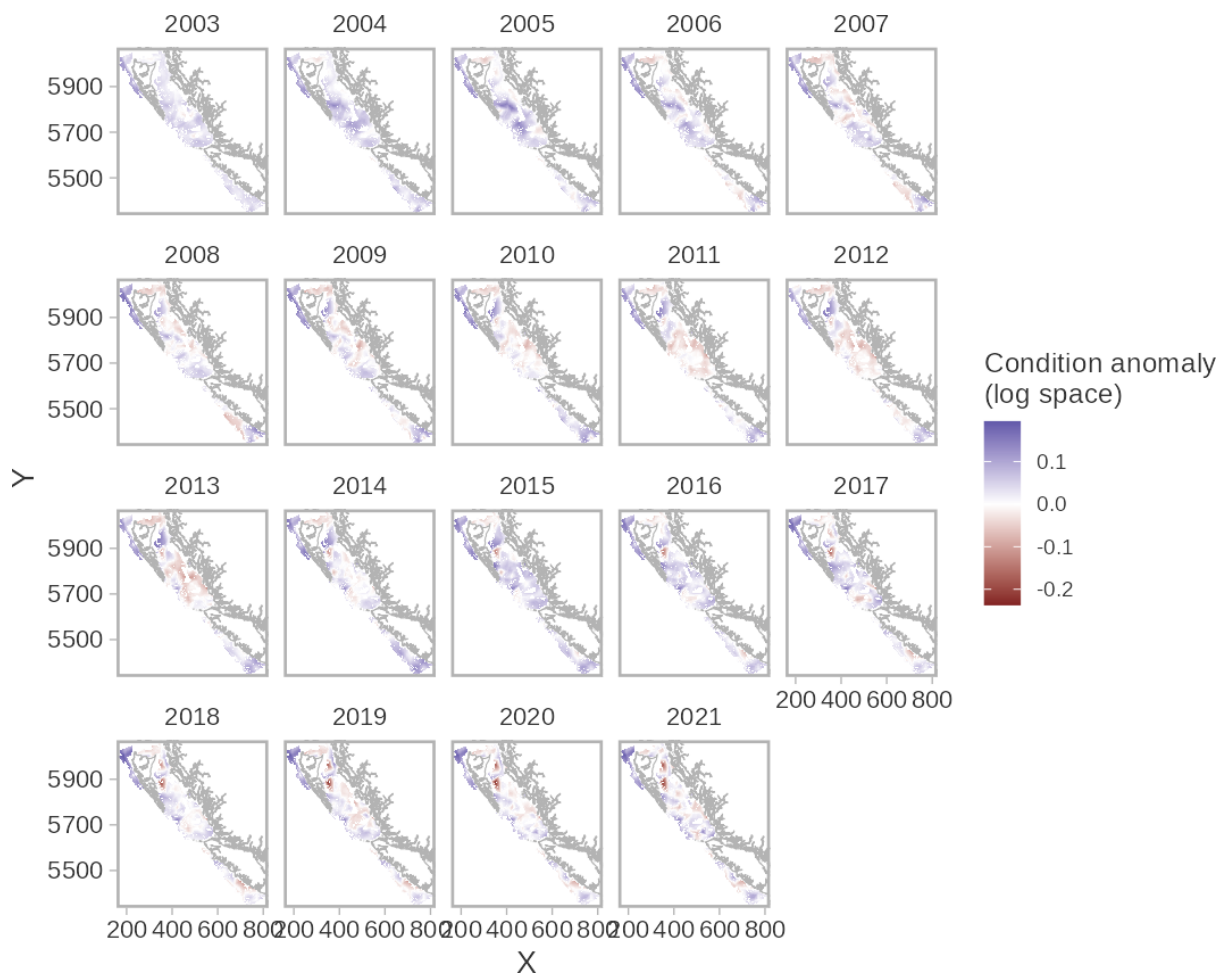 2003 2004 2005 2006 2007
5900
5700
5500
2008 2009 2010 2011 2012
5900
5700
5500
Condition anomaly
(log space)
0.1
0.0
-0.1
-0.2
Y
2013 2014 2015 2016 2017
5900
5700
5500
200 400 600 800
2018 2019 2020 2021
5900
5700
5500
200 400 600 800 200 400 600 800 200 400 600 800 200 400 600 800
X